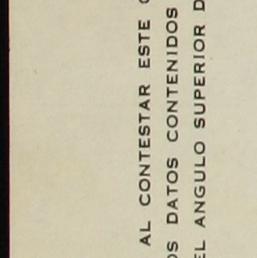 AL CONTESTAR ESTE
OS DATOS CONTENIDOS
EL ANGULO SUPERIOR D